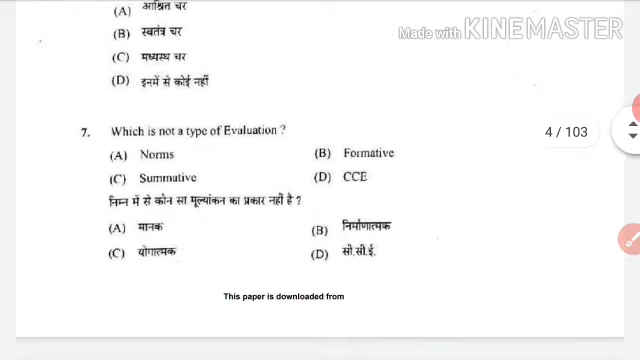 (A) आश्रित चर
Made with KINEMASTER
(B) स्वतंत्र चर
(C) मध्यस्थ चर
(D) इनमें से कोई नहीं
7. Which is not a type of Evaluation ?
4 / 103
(A) Norms (B) Formative
(C) Summative (D) CCE
निम्न में से कौन सा मूल्यांकन का प्रकार नहीं है ?
(A) मानक (B) निर्माणात्मक
(C) योगात्मक (D) सी.सी.ई.
This paper is downloaded from